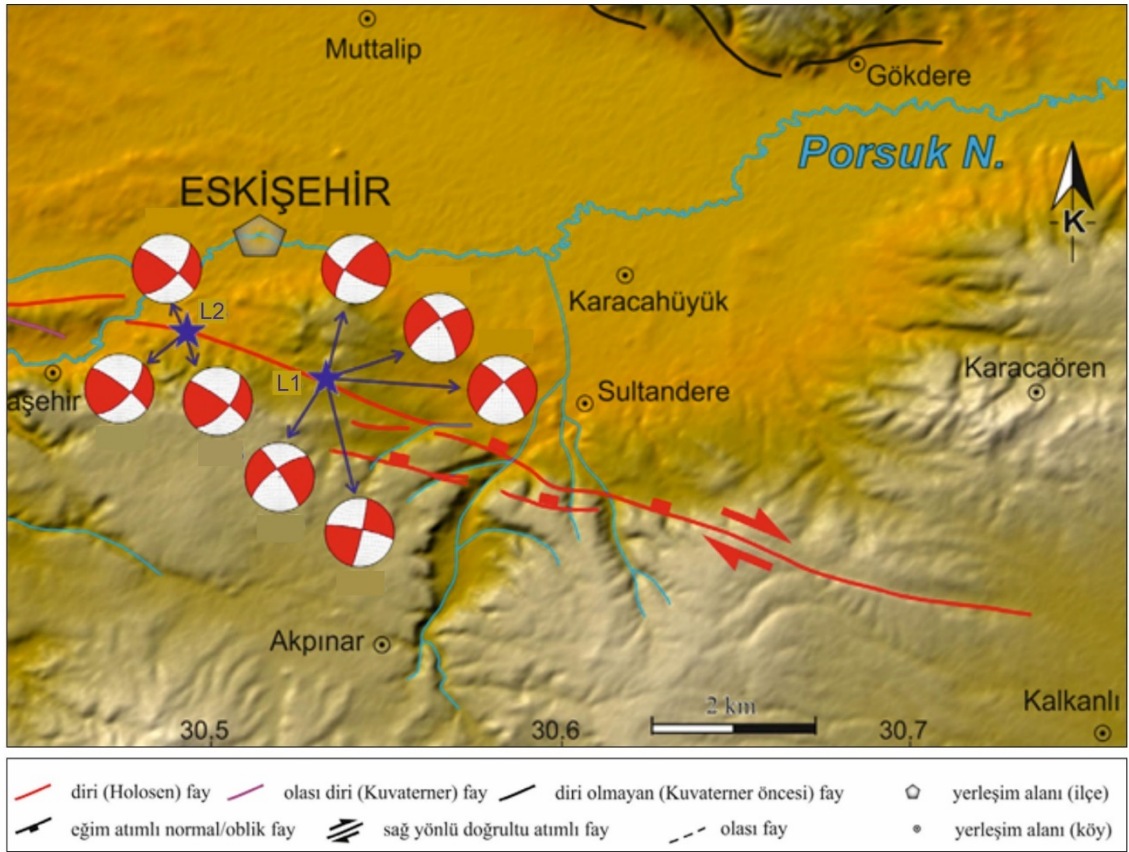 Muttalip
Gökdere
Porsuk N.
ESKİŞEHİR
K
L2
Karacahüyük
L1
Karacaören
aşehir
Sultandere
Akpınar
2 km
Kalkanlı
30,5
30,6
30,7
diri (Holosen) fay
olası diri (Kuvaterner) fay
diri olmayan (Kuvaterner öncesi) fay
yerleşim alanı (ilçe)
eğim atımlı normal/oblik fay
sağ yönlü doğrultu atımlı fay
olası fay
yerleşim alanı (köy)